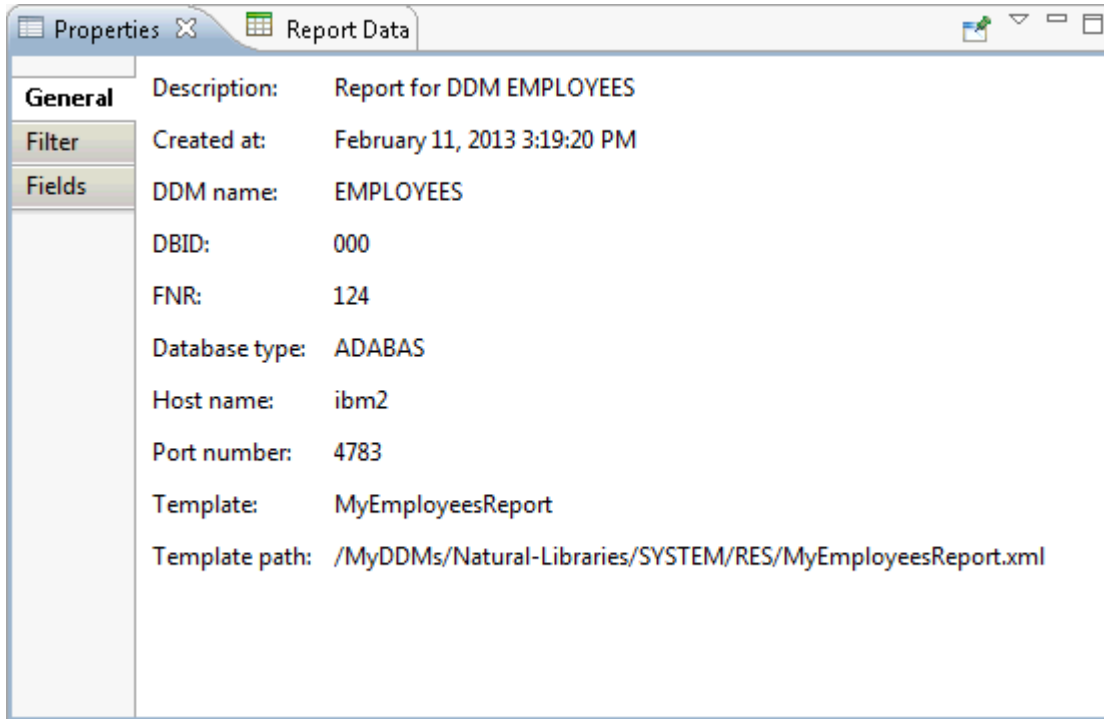 Properties Report Data
General
Filter
Fields
Description: Report for DDM EMPLOYEES
Created at: February 11, 2013 3:19:20 PM
DDM name: EMPLOYEES
DBID: 000
FNR: 124
Database type: ADABAS
Host name: ibm2
Port number: 4783
Template: MyEmployeesReport
Template path: /MyDDMs/Natural-Libraries/SYSTEM/RES/MyEmployeesReport.xml